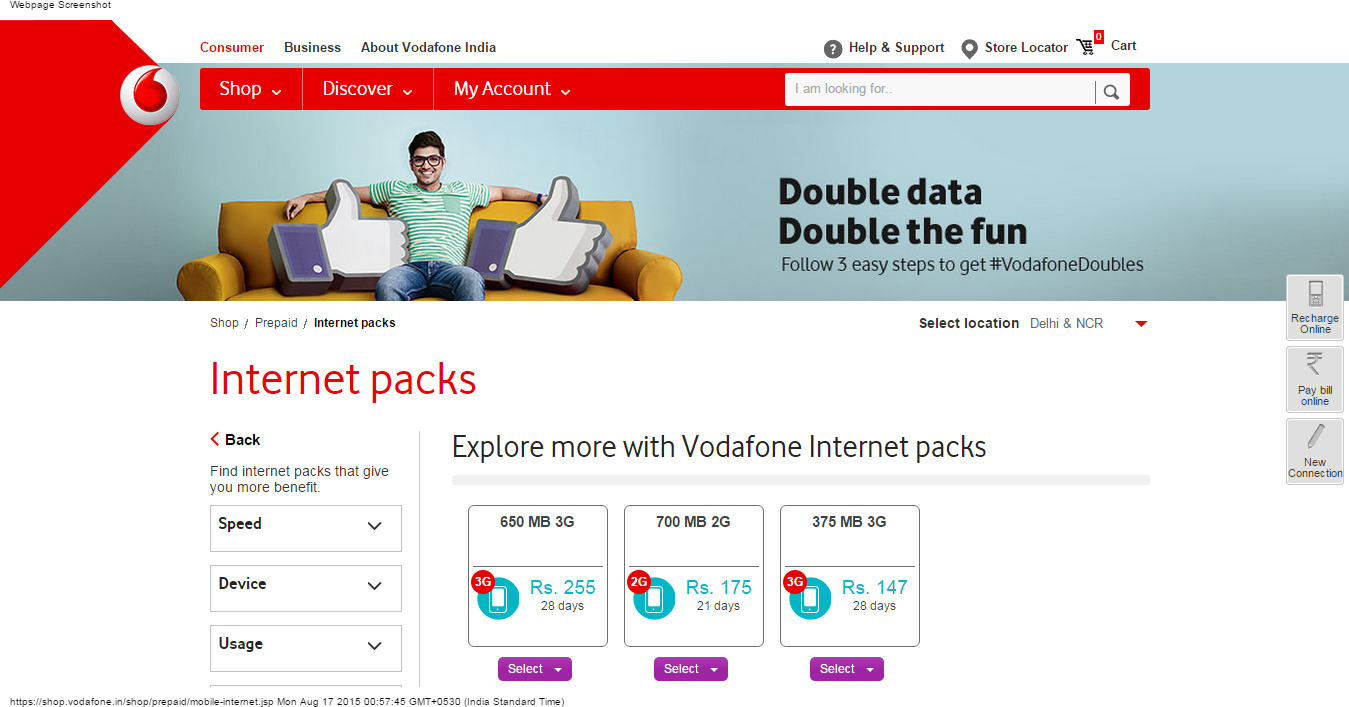 Webpage Screenshot
Consumer Business About Vodafone India
? Help & Support Store Locator 0 Cart
Shop Discover My Account I am looking for..
Double data
Double the fun
Follow 3 easy steps to get #VodafoneDoubles
Shop / Prepaid / Internet packs
Select location Delhi & NCR
Recharge
Online
Pay bill
online
New
Connection
Internet packs
Back
Find internet packs that give
you more benefit.
Speed
Device
Usage
Explore more with Vodafone Internet packs
650 MB 3G
3G Rs. 255
28 days
Select
700 MB 2G
2G Rs. 175
21 days
Select
375 MB 3G
3G Rs. 147
28 days
Select
https://shop.vodafone.in/shop/prepaid/mobile-internet.jsp Mon Aug 17 2015 00:57:45 GMT+0530 (India Standard Time)